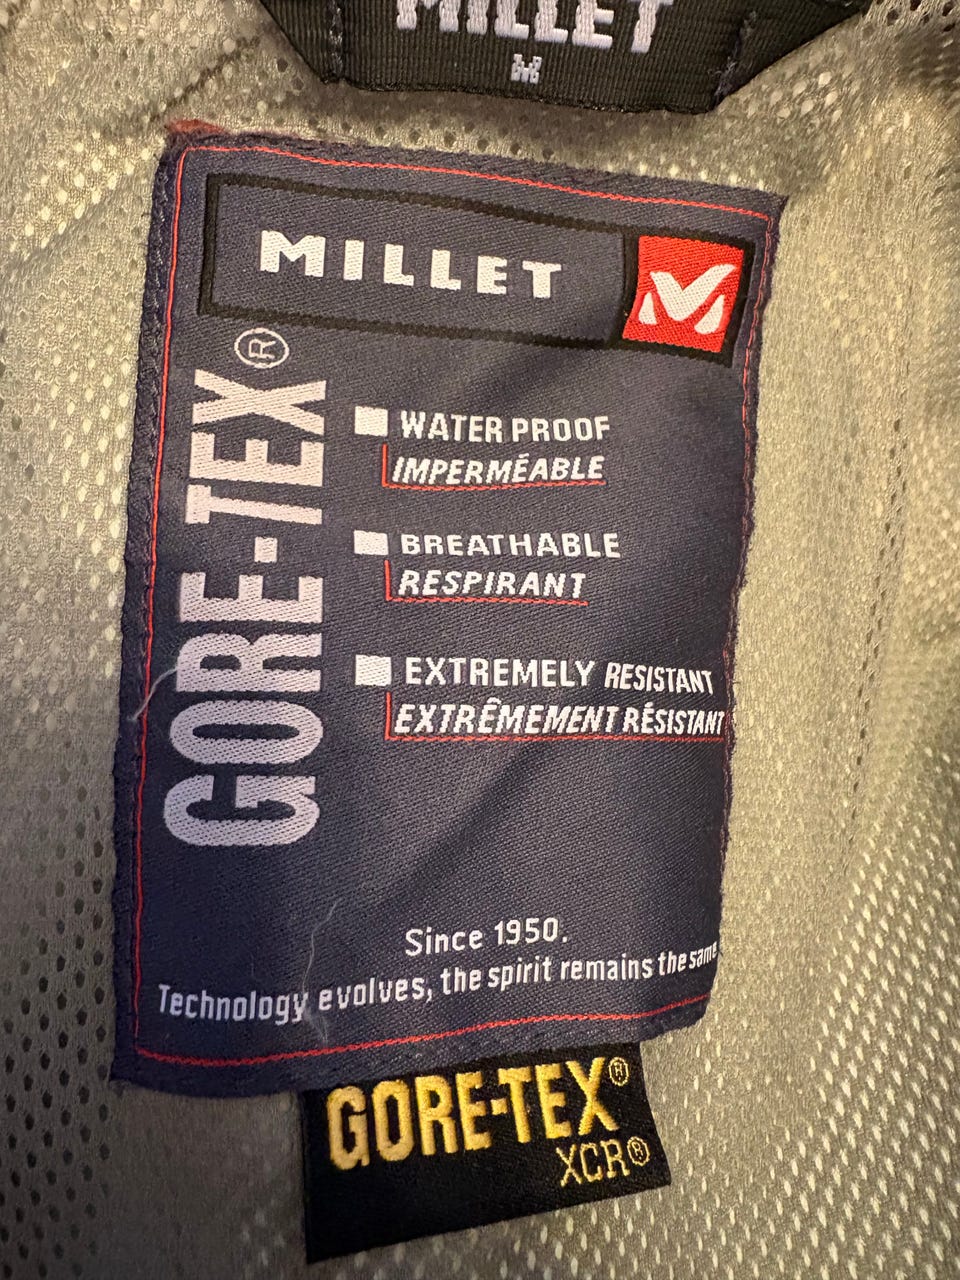 MILLET
M
MILLET
GORE-TEX®
WATER PROOF
IMPERMÉABLE
BREATHABLE
RESPIRANT
EXTREMELY RESISTANT
EXTRÊMEMENT RÉSISTANT
Since 1950.
Technology evolves, the spirit remains the same
GORE-TEX®
XCR®